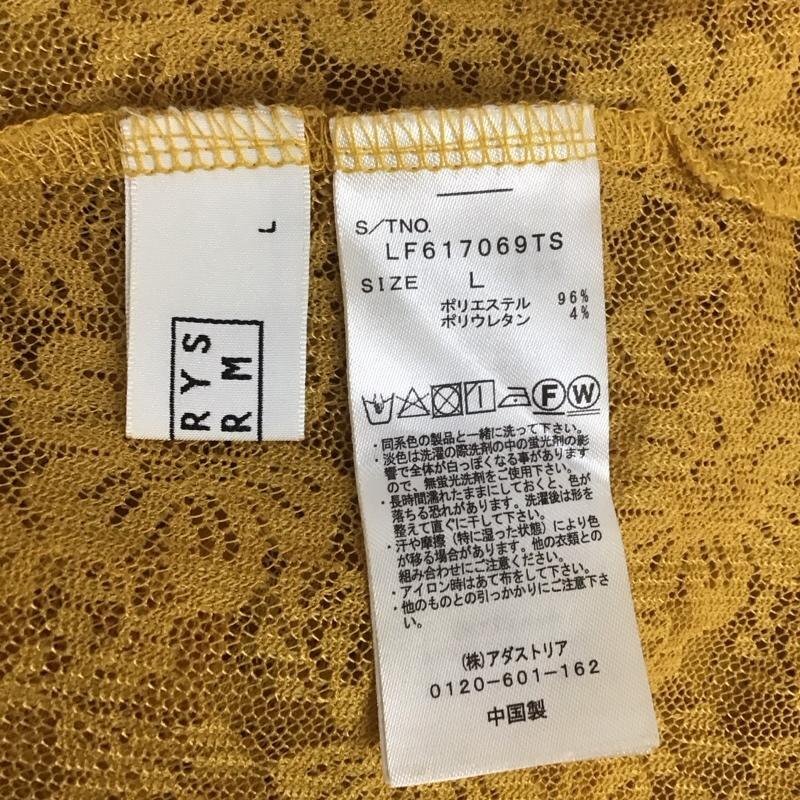 L
RYS
RM
S/TNO.
LF617069TS
SIZE L
ポリエステル 96%
ポリウレタン 4%
F W
・同系色の製品と一緒に洗って下さい。
・淡色は洗濯の際洗剤の中の蛍光剤の影
響で全体が白っぽくなる事があります
ので、無蛍光洗剤をご使用下さい。
・長時間濡れたままにしておくと、色が
落ちる恐れがあります。洗濯後は形を
整えて直ぐに干して下さい。
・汗や摩擦（特に湿った状態）により色
が移る場合があります。他の衣類との
組み合わせにご注意ください。
・アイロン時はあて布をして下さい。
・他のものとの引っかかりにご注意下さ
い。
(株)アダストリア
0120-601-162
中国製